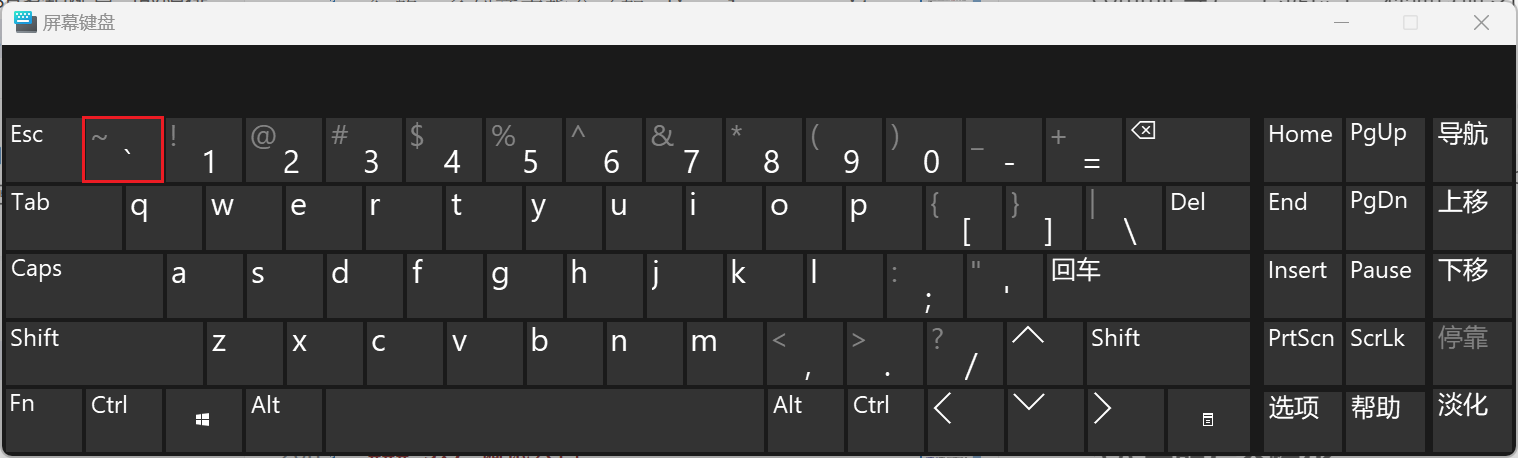 屏幕键盘
Esc ~ ` ! 1 @ 2 # 3 $ 4 % 5 ^ 6 & 7 * 8 ( 9 ) 0 _ - + = Home PgUp 导航
Tab q w e r t y u i o p { [ } ] | \ Del End PgDn 上移
Caps a s d f g h j k l : ; " ' 回车 Insert Pause 下移
Shift z x c v b n m < , > . ? / Shift PrtScn ScrLk 停靠
Fn Ctrl Alt Alt Ctrl 选项 帮助 淡化